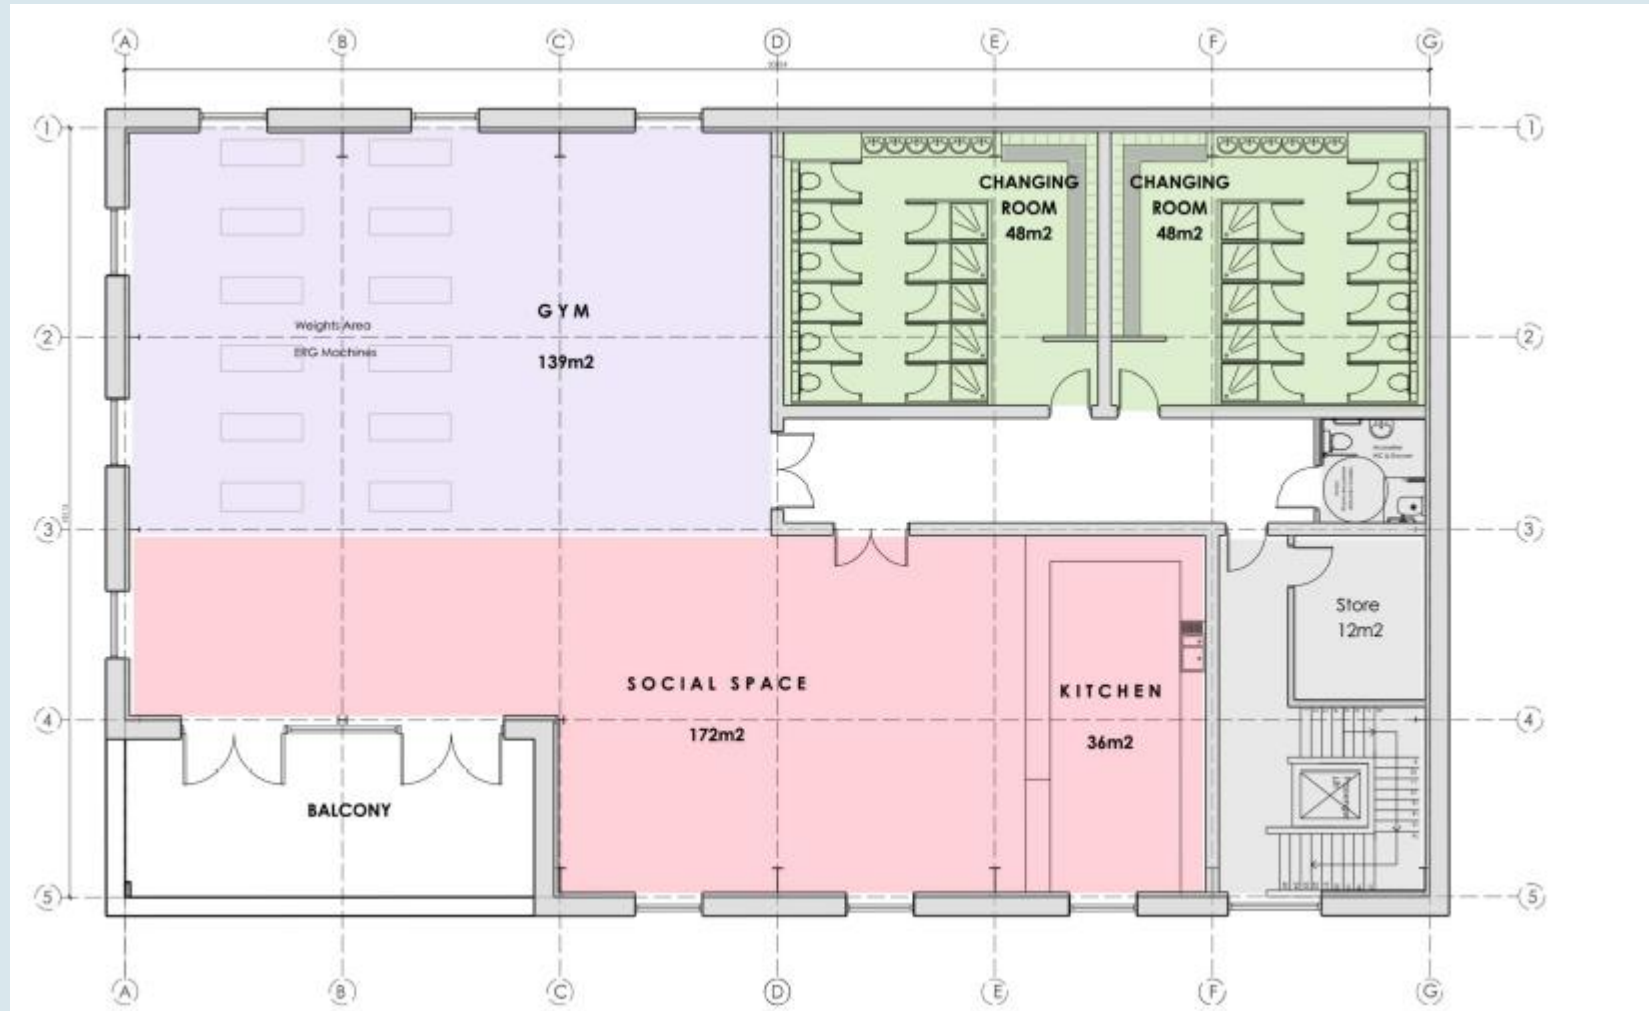 A B C D E F G
1 1
CHANGING
ROOM
48m2
CHANGING
ROOM
48m2
GYM
139m2
Weights Area
ERG Machines
2 2
3 3
Store
12m2
SOCIAL SPACE
172m2
KITCHEN
36m2
4 4
BALCONY
5 5
A B C D E F G